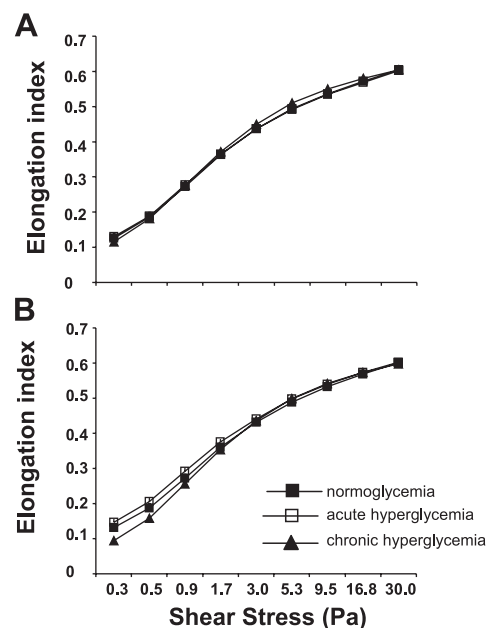 A
0.7
0.6
0.5
0.4
0.3
0.2
0.1
0
Elongation index
B
0.7
0.6
0.5
0.4
0.3
0.2
0.1
0
Elongation index
normoglycemia
acute hyperglycemia
chronic hyperglycemia
0.3 0.5 0.9 1.7 3.0 5.3 9.5 16.8 30.0
Shear Stress (Pa)